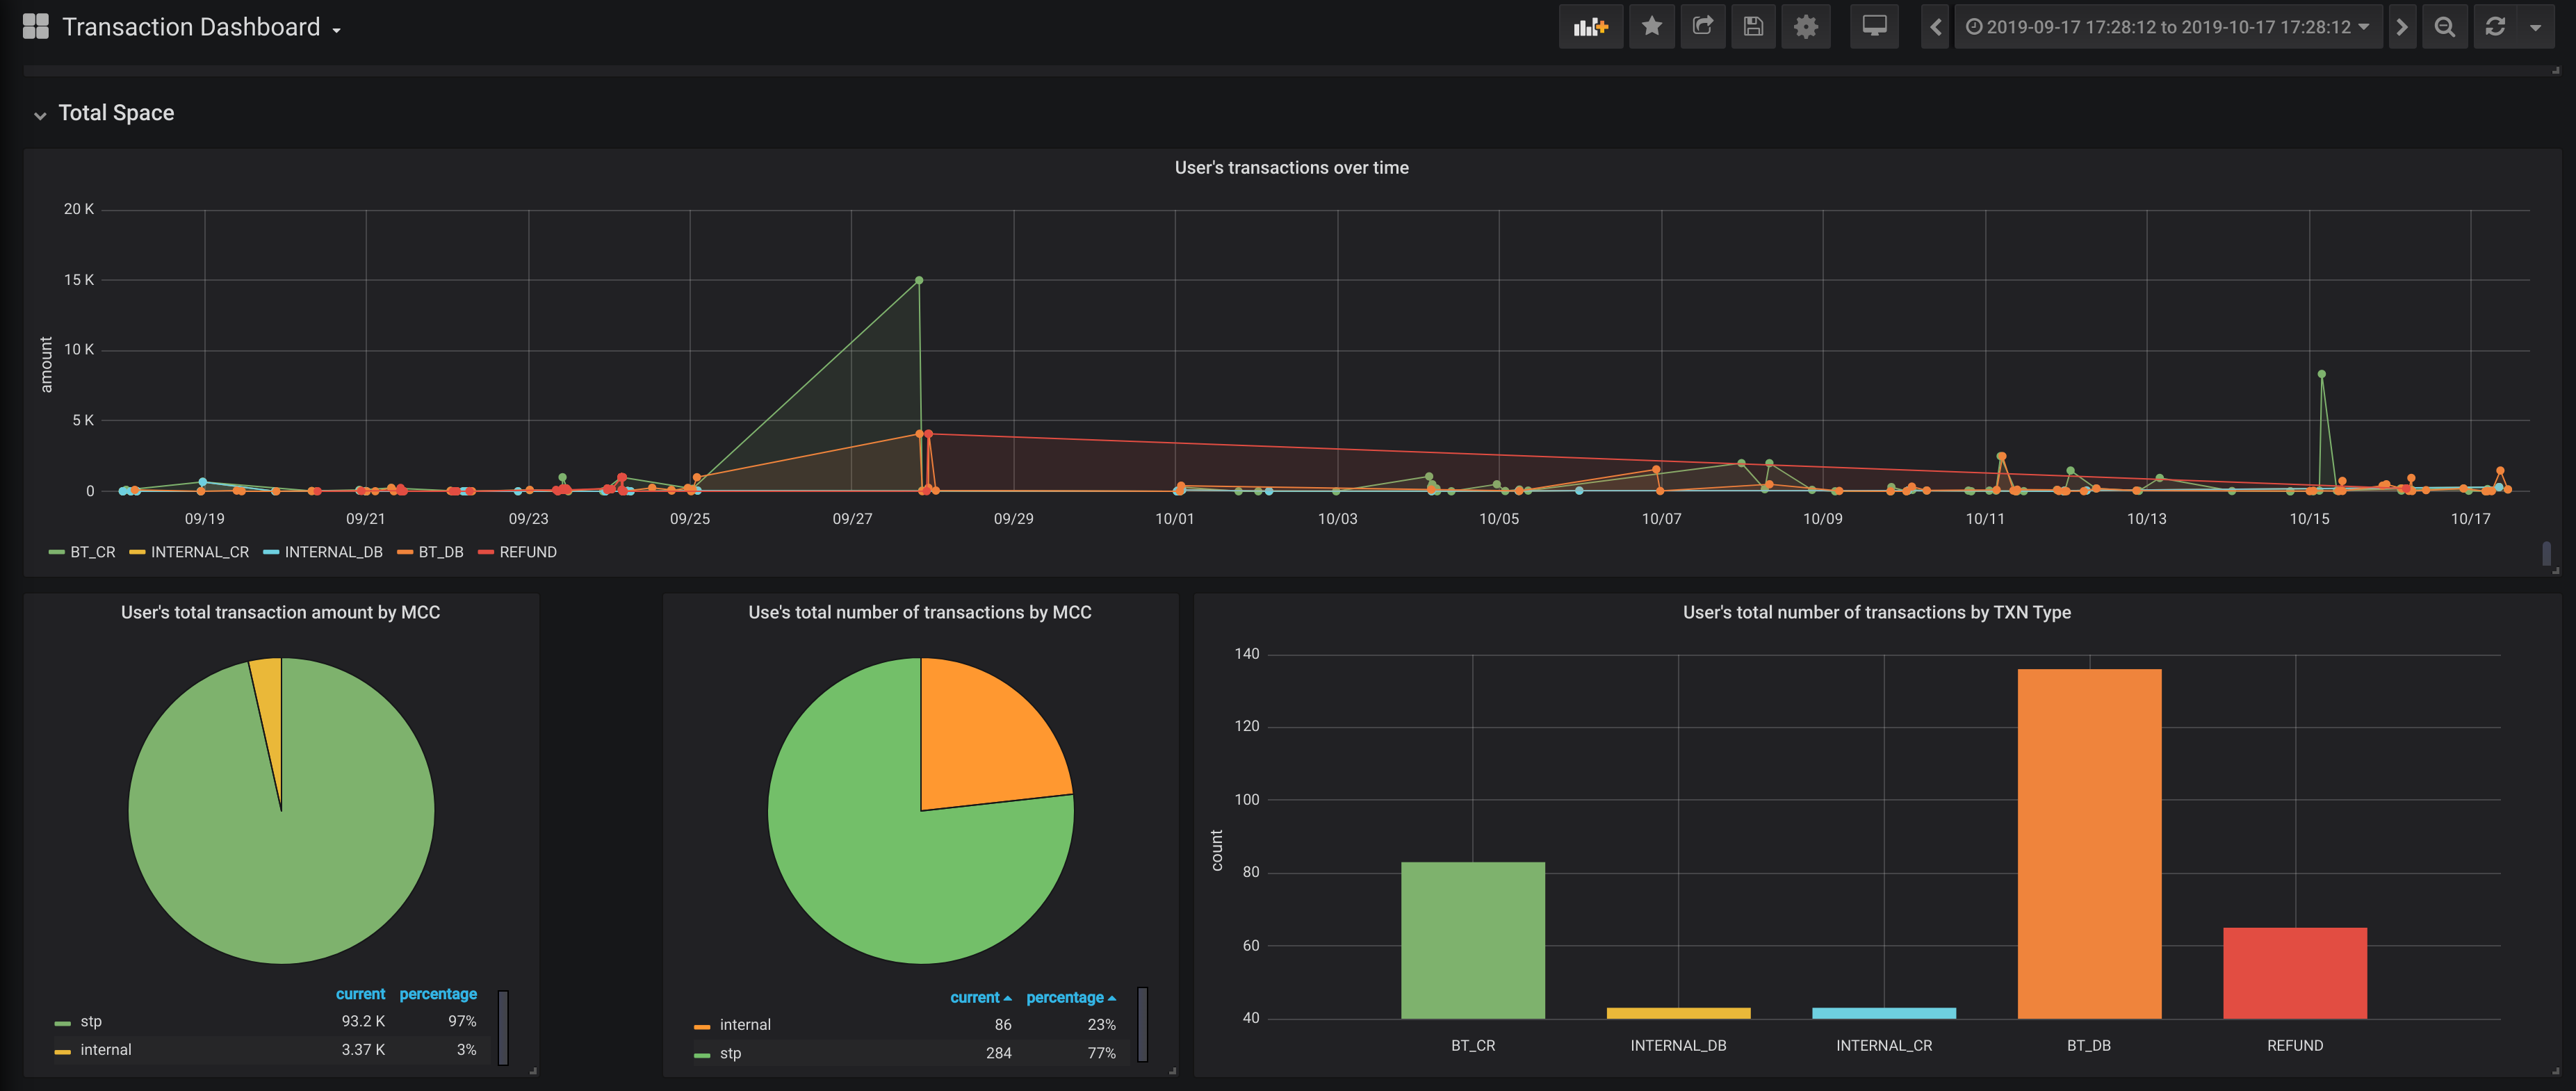 Transaction Dashboard
2019-09-17 17:28:12 to 2019-10-17 17:28:12
Total Space
User's transactions over time
20 K
15 K
10 K
5 K
0
amount
09/19 09/21 09/23 09/25 09/27 09/29 10/01 10/03 10/05 10/07 10/09 10/11 10/13 10/15 10/17
BT_CR INTERNAL_CR INTERNAL_DB BT_DB REFUND
User's total transaction amount by MCC
current percentage
stp 93.2 K 97%
internal 3.37 K 3%
Use's total number of transactions by MCC
current percentage
internal 86 23%
stp 284 77%
User's total number of transactions by TXN Type
140
120
100
80
60
40
count
BT_CR INTERNAL_DB INTERNAL_CR BT_DB REFUND